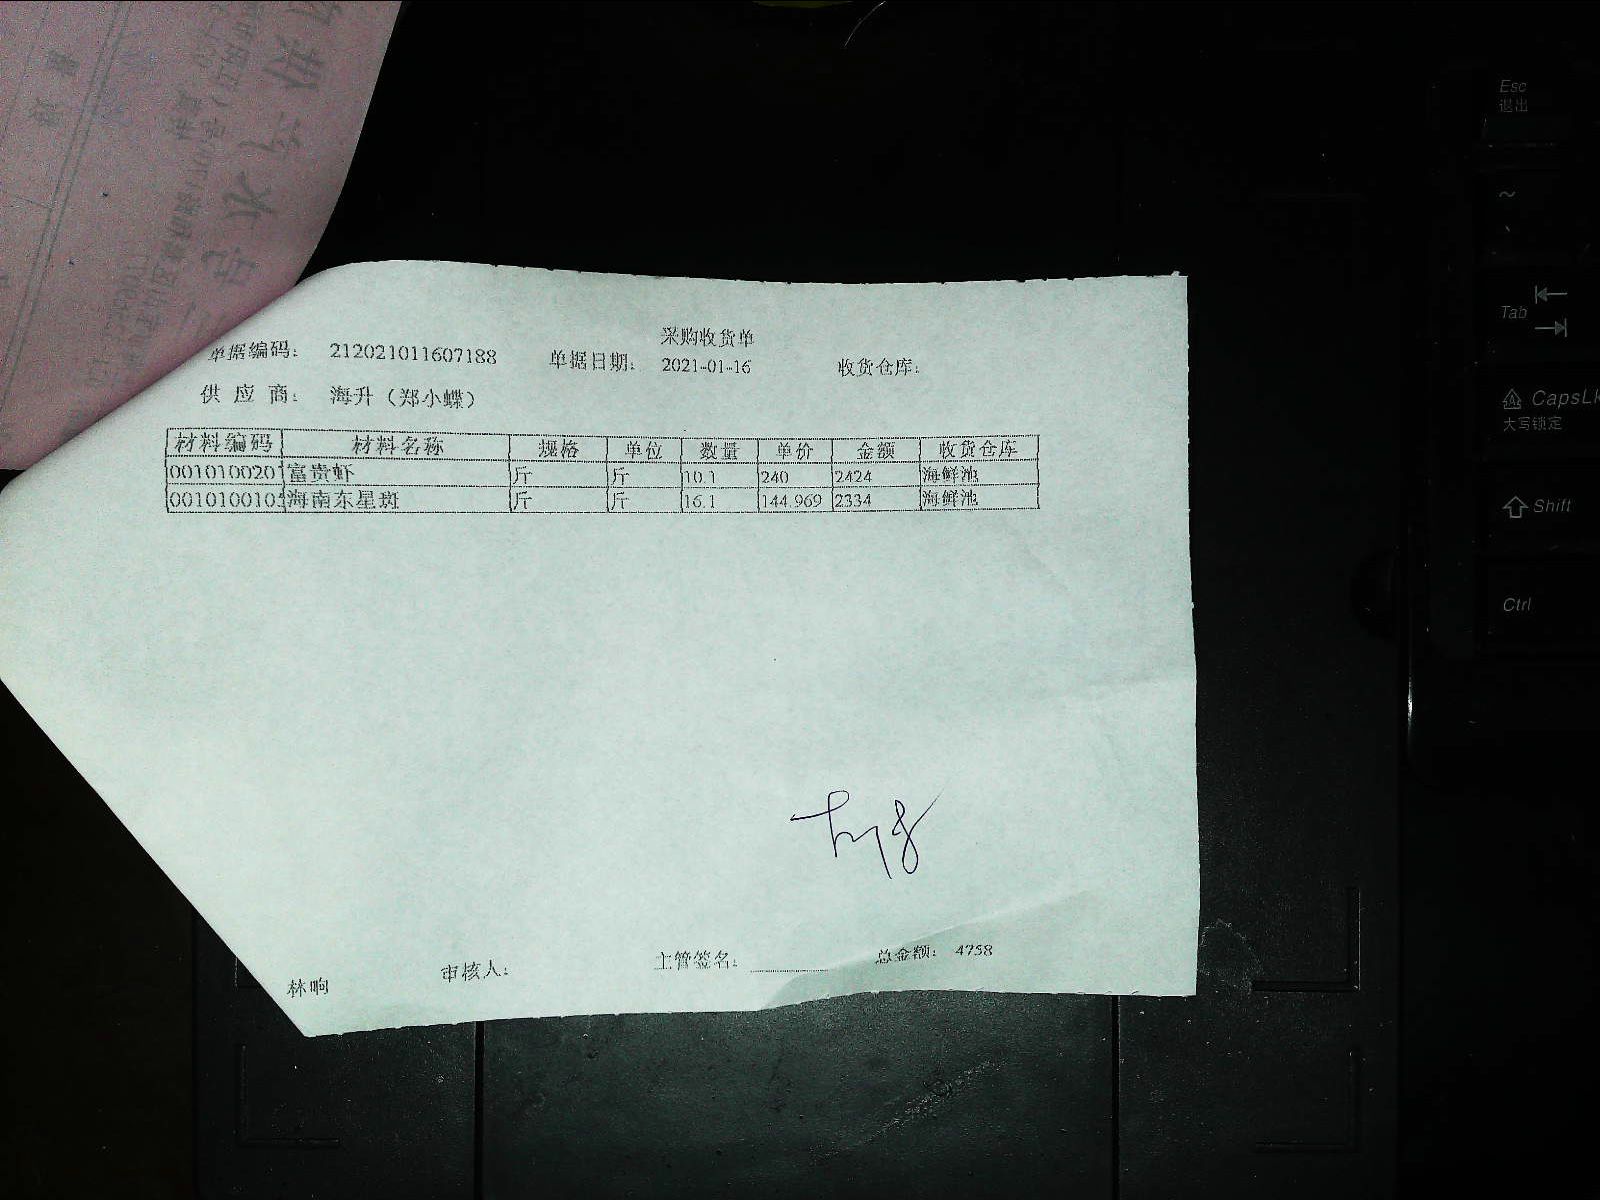 采购收货单
单据编码： 212021011607188 单据日期： 2021-01-16 收货仓库：
供 应 商： 海升（郑小蝶）
材料编码 材料名称 规格 单位 数量 单价 金额 收货仓库
001010020 富贵虾 斤 斤 10.1 240 2424 海鲜池
001010010 海南东星斑 斤 斤 16.1 144.969 2334 海鲜池
林响 审核人： 主管签名： 总金额： 4758
Esc
退出
~
Tab
CapsLk
大写锁定
Shift
Ctrl